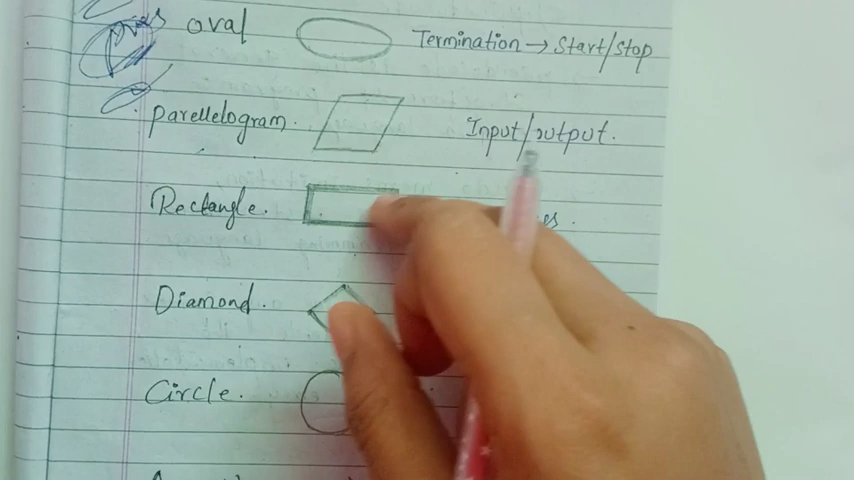 oval Termination → Start/stop
parellelogram. Input/output.
Rectangle.
Diamond.
Circle.